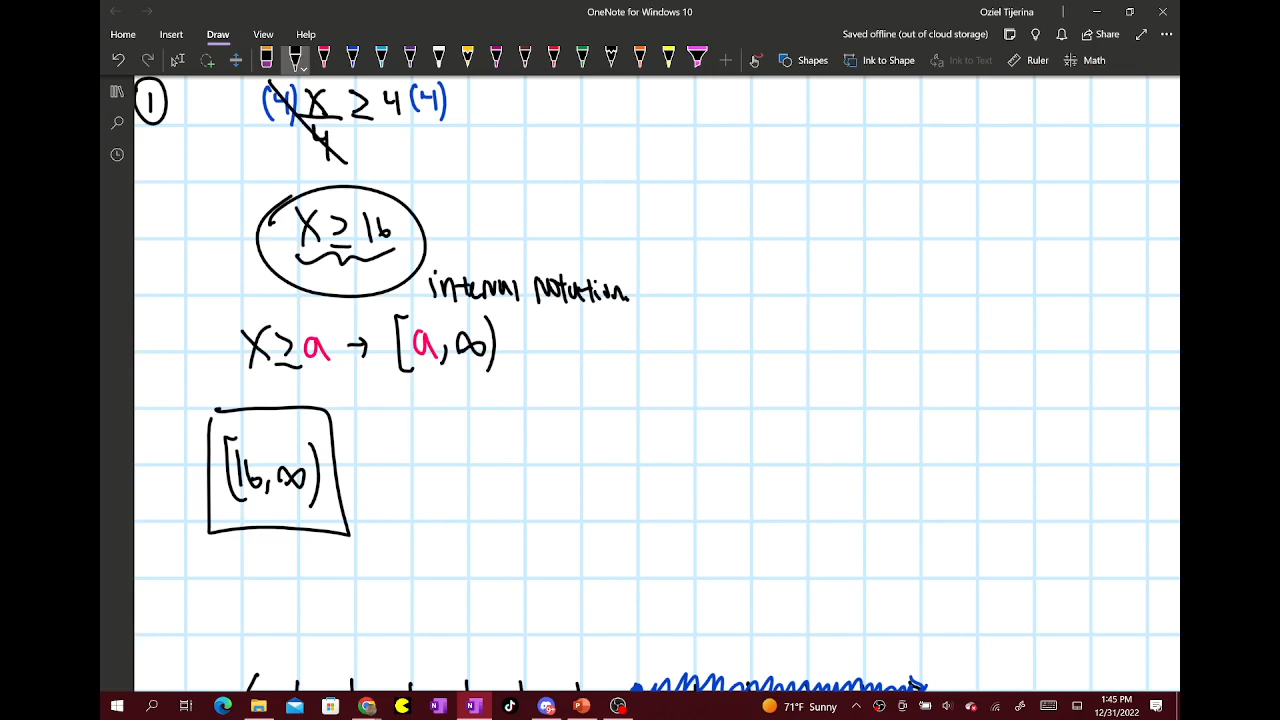 OneNote for Windows 10
Oziel Tijerina
Home Insert Draw View Help
Saved offline (out of cloud storage)
Share
Shapes
Ink to Shape
Ink to Text
Ruler
Math
1
(4) x/4 ≥ 4 (4)
x ≥ 16
interval notation.
x ≥ a → [a, ∞)
[16, ∞)
71°F Sunny
1:45 PM
12/31/2022